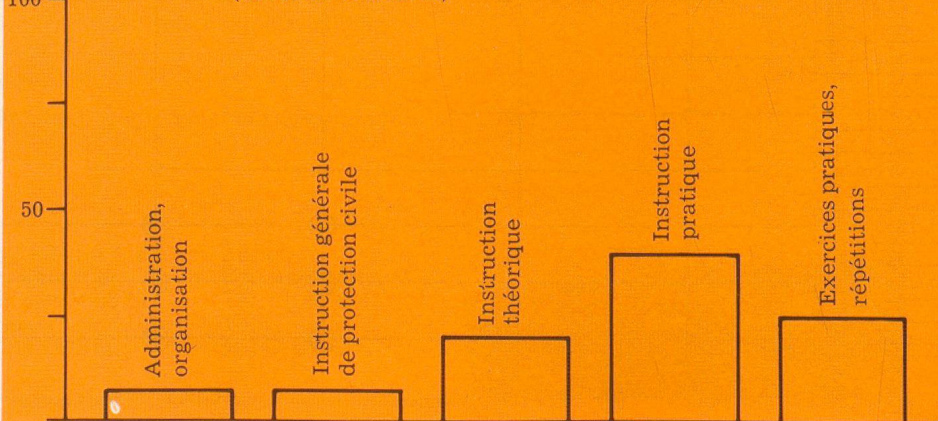 100
50
Administration,
organisation
Instruction générale
de protection civile
Instruction
théorique
Instruction
pratique
Exercices pratiques,
répétitions